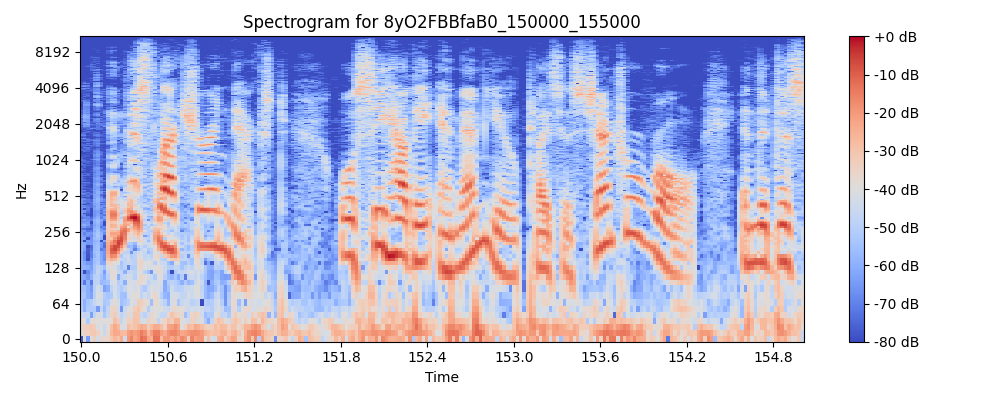 Spectrogram for 8yO2FBBfaB0_150000_155000
8192
4096
2048
1024
512
256
128
64
0
Hz
150.0 150.6 151.2 151.8 152.4 153.0 153.6 154.2 154.8
Time
+0 dB
-10 dB
-20 dB
-30 dB
-40 dB
-50 dB
-60 dB
-70 dB
-80 dB